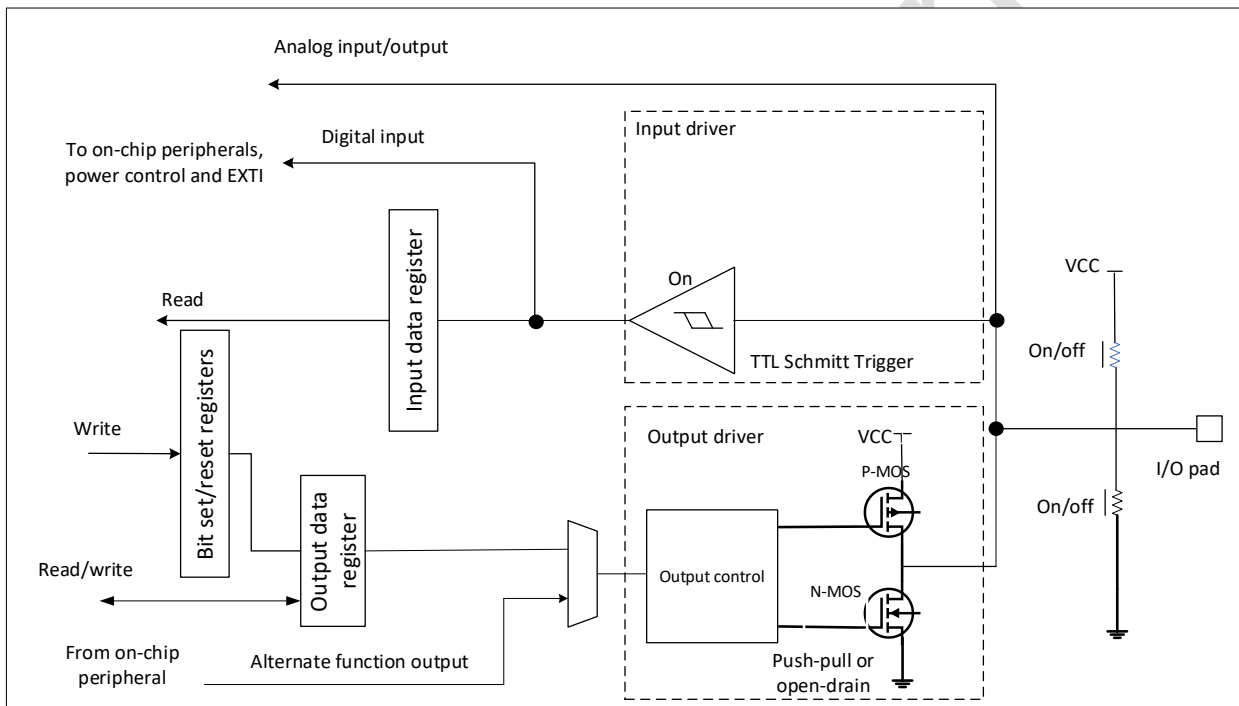 Analog input/output
Digital input
To on-chip peripherals,
power control and EXTI
Input driver
Input data register
On
TTL Schmitt Trigger
Read
VCC
On/off
Bit set/reset registers
Write
Output driver
VCC
P-MOS
I/O pad
On/off
Output data
register
Output control
Read/write
N-MOS
From on-chip
peripheral
Alternate function output
Push-pull or
open-drain